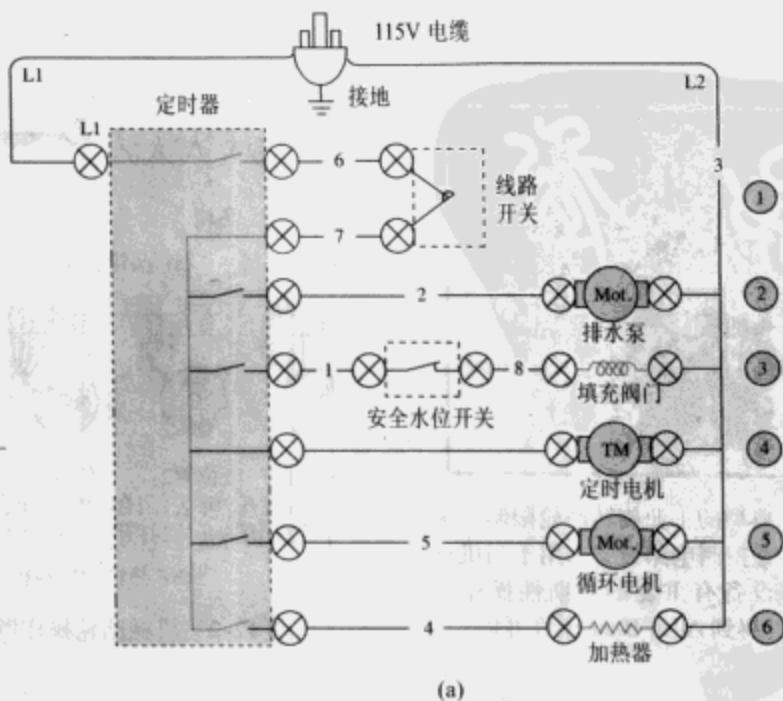 115V 电缆
L1
L2
接地
定时器
L1
6
3
线路
开关
1
7
2
Mot.
2
排水泵
1
8
3
填充阀门
安全水位开关
TM
4
定时电机
5
Mot.
5
循环电机
4
6
加热器
(a)